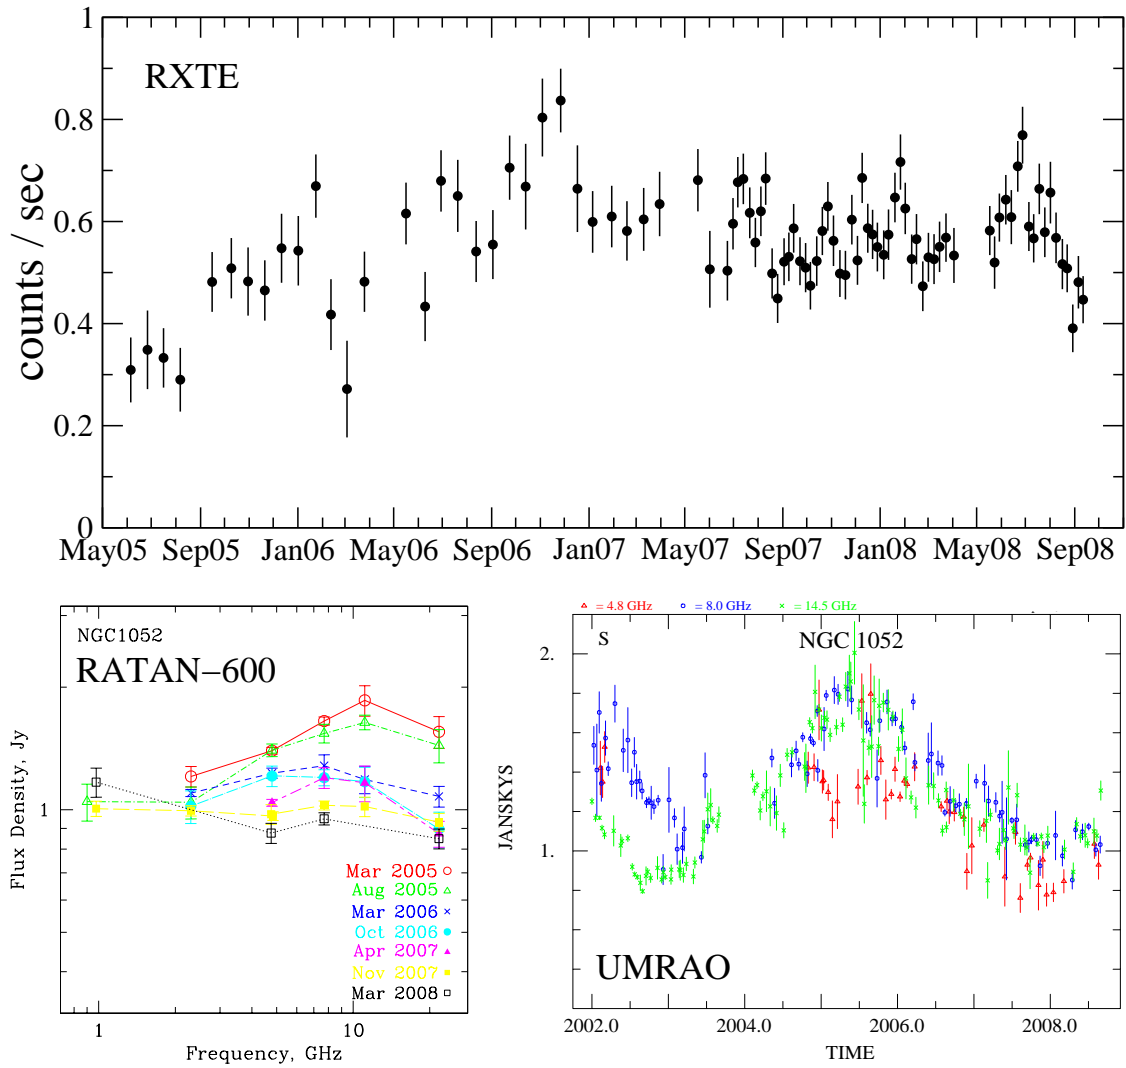 1
RXTE
0.8
0.6
counts / sec
0.4
0.2
0
May05 Sep05 Jan06 May06 Sep06 Jan07 May07 Sep07 Jan08 May08 Sep08
NGC1052
RATAN−600
Flux Density, Jy
1
Mar 2005
Aug 2005
Mar 2006
Oct 2006
Apr 2007
Nov 2007
Mar 2008
1 10
Frequency, GHz
= 4.8 GHz = 8.0 GHz = 14.5 GHz
S NGC 1052
2.
JANSKYS
1.
UMRAO
2002.0 2004.0 2006.0 2008.0
TIME